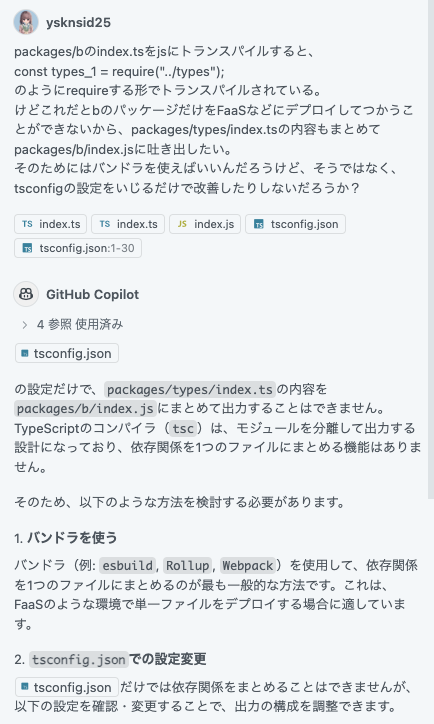 ysknsid25
packages/bのindex.tsをjsにトランスパイルすると、
const types_1 = require("../types");
のようにrequireする形でトランスパイルされている。
けどこれだとbのパッケージだけをFaaSなどにデプロイしてつかうこ
とができないから、packages/types/index.tsの内容もまとめて
packages/b/index.jsに吐き出したい。
そのためにはバンドラを使えばいいんだろうけど、そうではなく、
tsconfigの設定をいじるだけで改善したりしないだろうか？
TS index.ts TS index.ts JS index.js TS tsconfig.json
TS tsconfig.json:1-30
GitHub Copilot
4 参照 使用済み
tsconfig.json
の設定だけで、packages/types/index.tsの内容を
packages/b/index.jsにまとめて出力することはできません。
TypeScriptのコンパイラ（tsc）は、モジュールを分離して出力する
設計になっており、依存関係を1つのファイルにまとめる機能はありま
せん。
そのため、以下のような方法を検討する必要があります。
1. バンドラを使う
バンドラ（例: esbuild, Rollup, Webpack）を使用して、依存関係
を1つのファイルにまとめるのが最も一般的な方法です。これは、
FaaSのような環境で単一ファイルをデプロイする場合に適していま
す。
2. tsconfig.jsonでの設定変更
tsconfig.jsonだけでは依存関係をまとめることはできませんが、
以下の設定を確認・変更することで、出力の構成を調整できます。